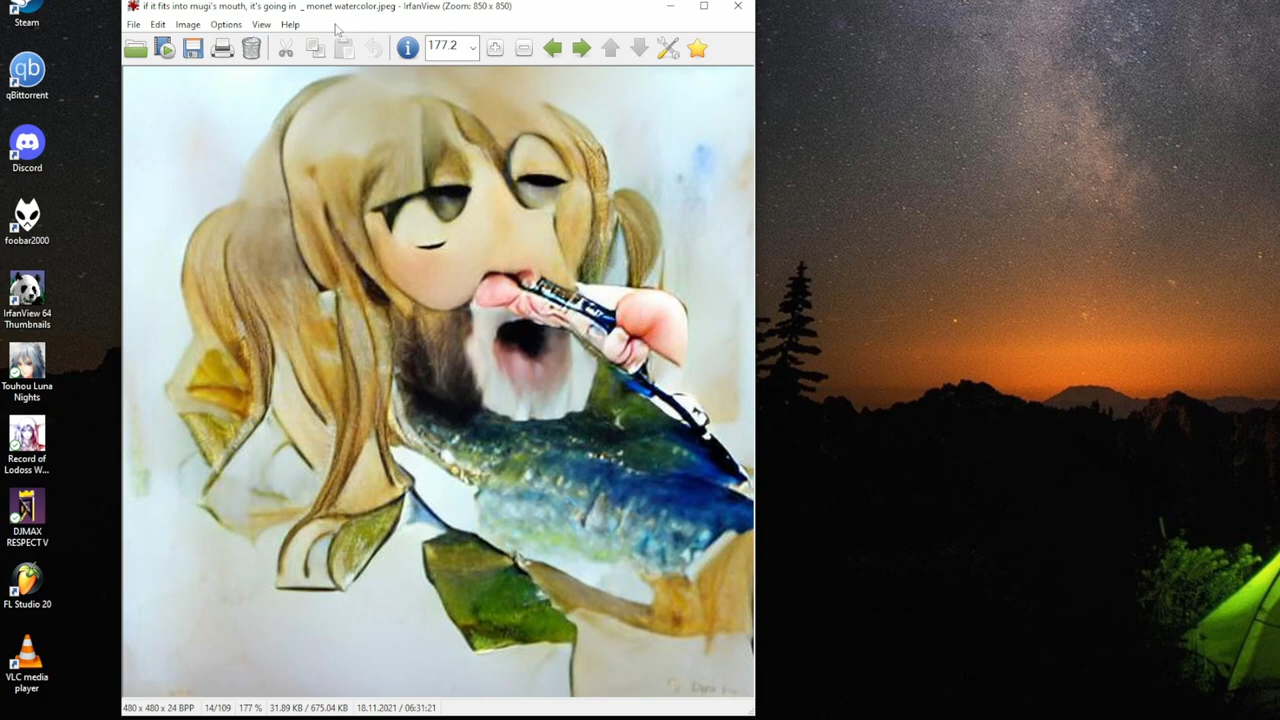 Steam
if it fits into mugi's mouth, it's going in _ monet watercolor.jpeg - IrfanView (Zoom: 850 x 850)
File Edit Image Options View Help
177.2
qb
qBittorrent
Discord
foobar2000
IrfanView 64
Thumbnails
Touhou Luna
Nights
Record of
Lodoss W...
DJMAX
RESPECT V
FL Studio 20
VLC media
player
480 x 480 x 24 BPP 14/109 177 % 31.89 KB / 675.04 KB 18.11.2021 / 06:31:21